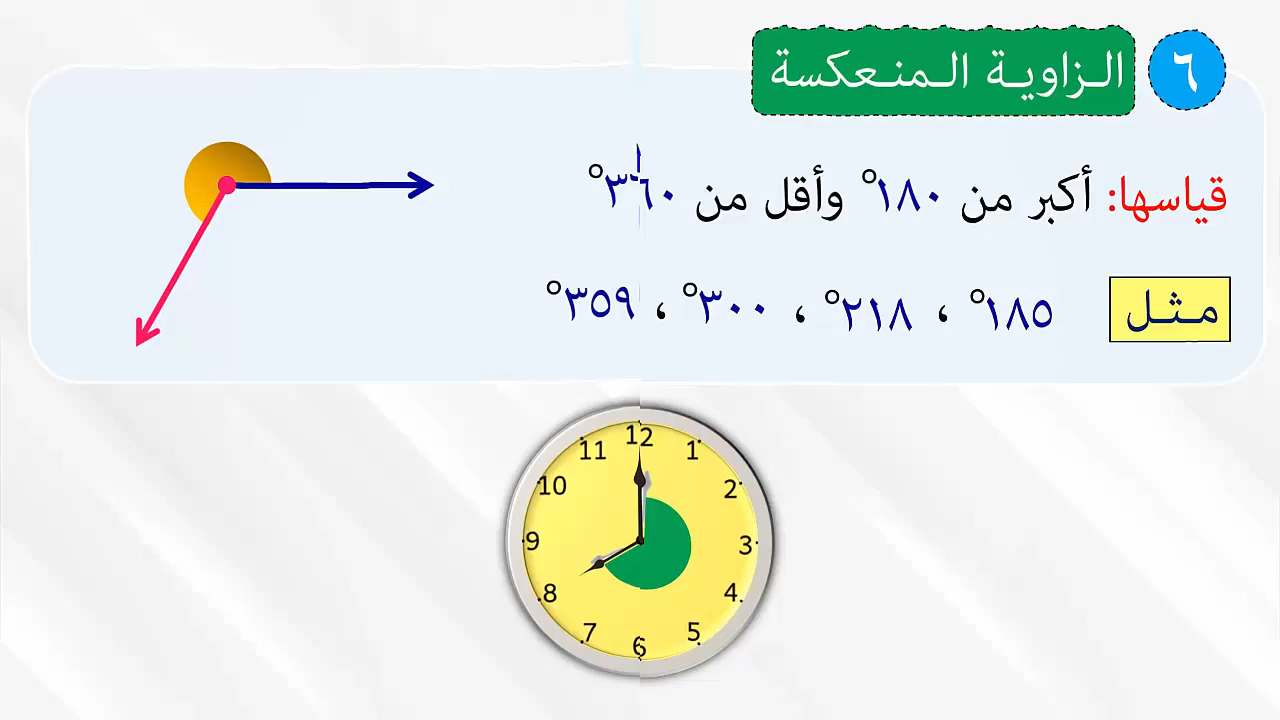 ٦ الزاوية المنعكسة
قياسها: أكبر من ١٨٠° وأقل من ٣٦٠°
مثل ١٨٥° ، ٢١٨° ، ٣٠٠° ، ٣٥٩°
12
11 1
10 2
9 3
8 4
7 5
6